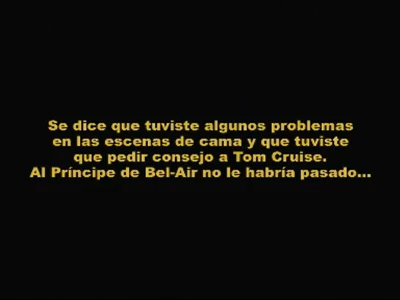 Se dice que tuviste algunos problemas
en las escenas de cama y que tuviste
que pedir consejo a Tom Cruise.
Al Príncipe de Bel-Air no le habría pasado...